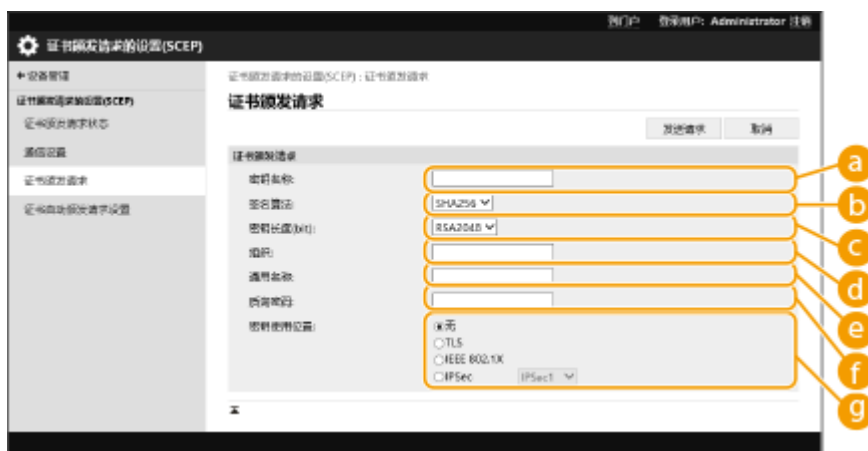 到门户 登录用户: Administrator 注销
证书颁发请求的设置(SCEP)
设备管理
证书颁发请求的设置(SCEP) : 证书颁发请求
证书颁发请求的设置(SCEP)
证书颁发请求
证书颁发请求状态
发送请求 取消
通信设置
证书颁发请求
证书颁发请求
密钥名称: a
证书自动颁发请求设置
签名算法: SHA256 b
密钥长度(bit): RSA2048 c
组织: d
通用名称: e
质询密码: f
密钥使用位置: 无
TLS
IEEE 802.1X
IPSec IPSec1
g